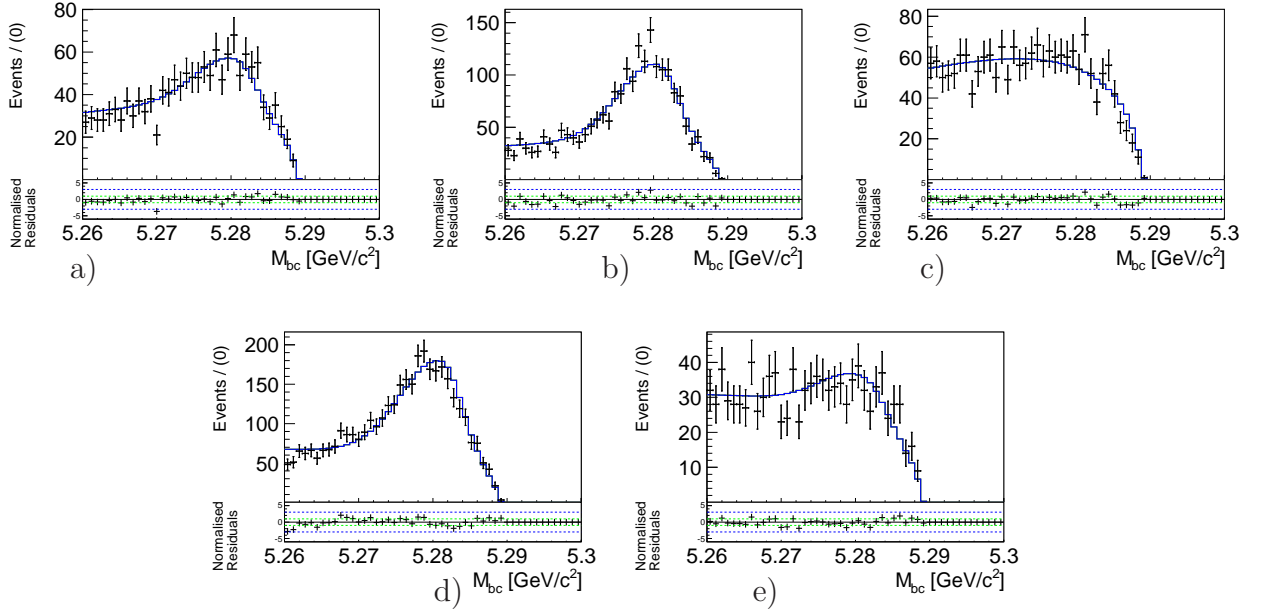 Events / (0)
80
60
40
20
Normalised
Residuals
5
0
-5
5.26 5.27 5.28 5.29 5.3
M_bc [GeV/c²]
a)
Events / (0)
150
100
50
Normalised
Residuals
5
0
-5
5.26 5.27 5.28 5.29 5.3
M_bc [GeV/c²]
b)
Events / (0)
80
60
40
20
Normalised
Residuals
5
0
-5
5.26 5.27 5.28 5.29 5.3
M_bc [GeV/c²]
c)
Events / (0)
200
150
100
50
Normalised
Residuals
5
0
-5
5.26 5.27 5.28 5.29 5.3
M_bc [GeV/c²]
d)
Events / (0)
40
30
20
10
Normalised
Residuals
5
0
-5
5.26 5.27 5.28 5.29 5.3
M_bc [GeV/c²]
e)